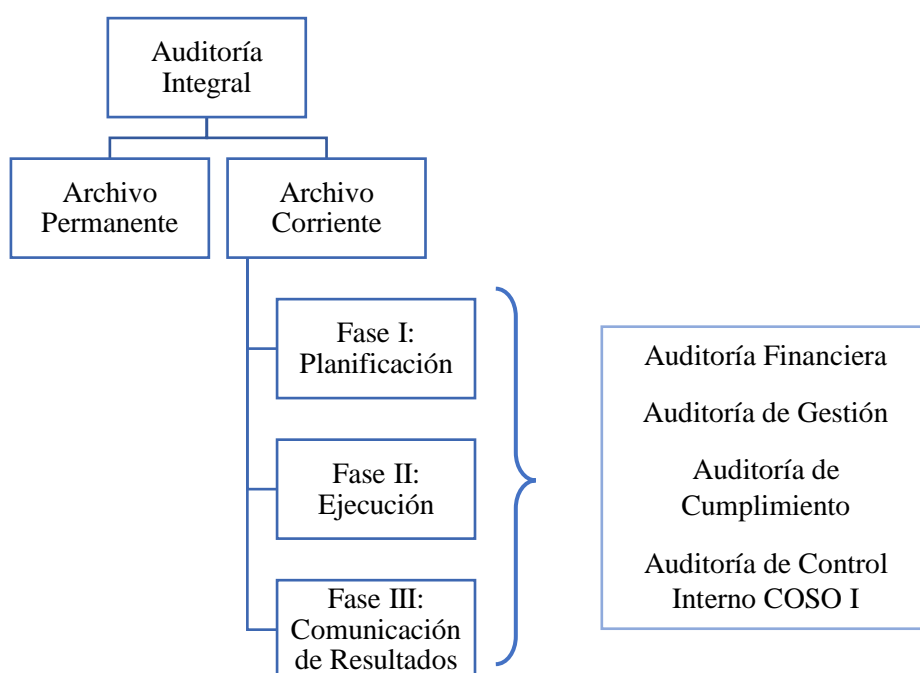 Auditoría
Integral
Archivo
Permanente
Archivo
Corriente
Fase I:
Planificación
Fase II:
Ejecución
Fase III:
Comunicación
de Resultados
Auditoría Financiera
Auditoría de Gestión
Auditoría de
Cumplimiento
Auditoría de Control
Interno COSO I